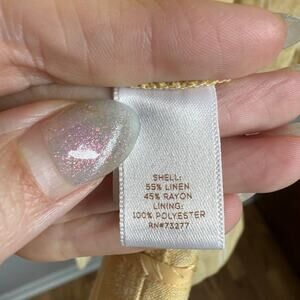 SHELL:
55% LINEN
45% RAYON
LINING:
100% POLYESTER
RN#73277